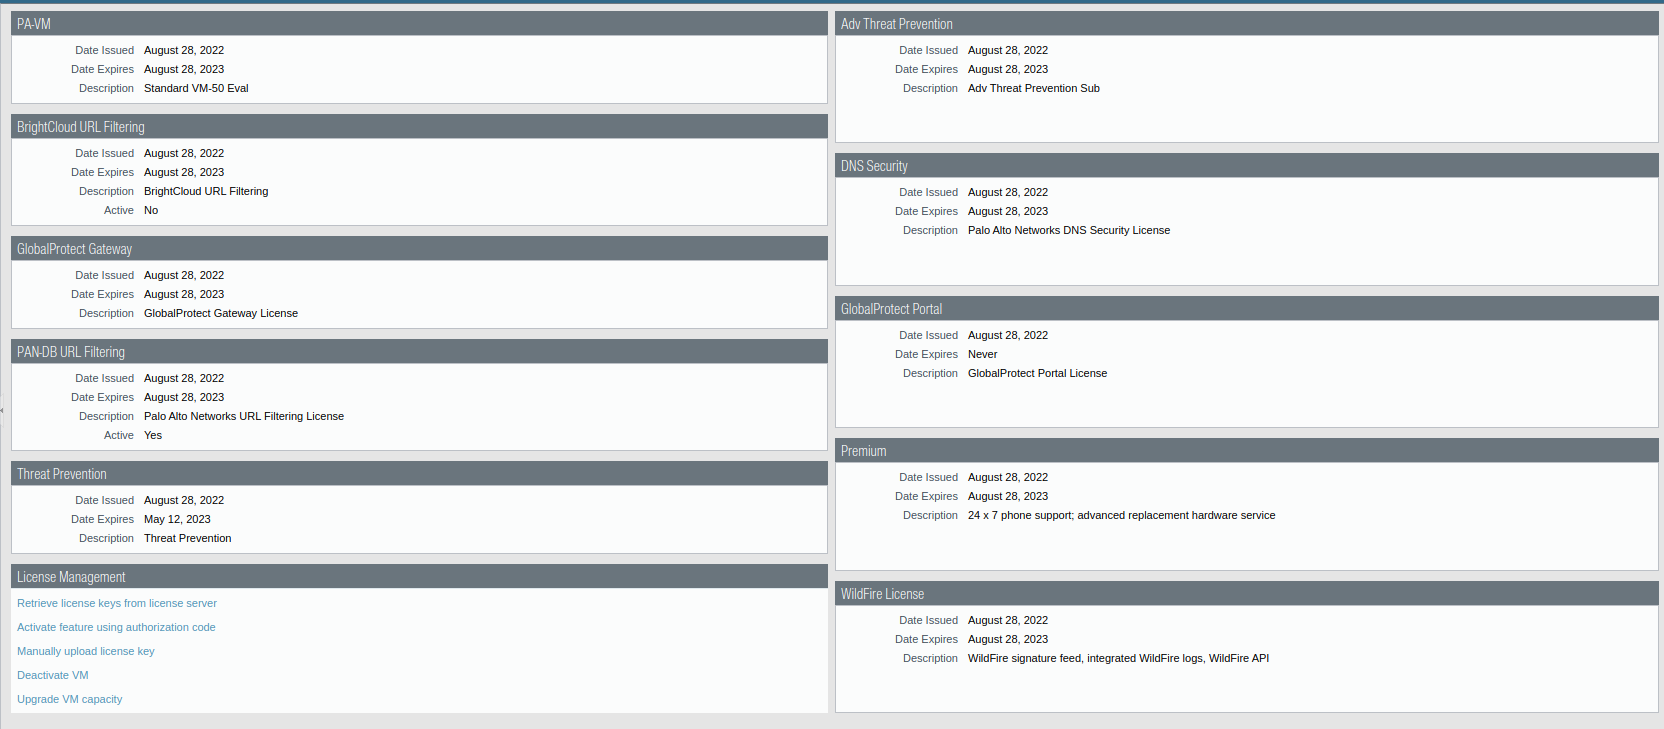 PA-VM
Date Issued August 28, 2022
Date Expires August 28, 2023
Description Standard VM-50 Eval
BrightCloud URL Filtering
Date Issued August 28, 2022
Date Expires August 28, 2023
Description BrightCloud URL Filtering
Active No
GlobalProtect Gateway
Date Issued August 28, 2022
Date Expires August 28, 2023
Description GlobalProtect Gateway License
PAN-DB URL Filtering
Date Issued August 28, 2022
Date Expires August 28, 2023
Description Palo Alto Networks URL Filtering License
Active Yes
Threat Prevention
Date Issued August 28, 2022
Date Expires May 12, 2023
Description Threat Prevention
License Management
Retrieve license keys from license server
Activate feature using authorization code
Manually upload license key
Deactivate VM
Upgrade VM capacity
Adv Threat Prevention
Date Issued August 28, 2022
Date Expires August 28, 2023
Description Adv Threat Prevention Sub
DNS Security
Date Issued August 28, 2022
Date Expires August 28, 2023
Description Palo Alto Networks DNS Security License
GlobalProtect Portal
Date Issued August 28, 2022
Date Expires Never
Description GlobalProtect Portal License
Premium
Date Issued August 28, 2022
Date Expires August 28, 2023
Description 24 x 7 phone support; advanced replacement hardware service
WildFire License
Date Issued August 28, 2022
Date Expires August 28, 2023
Description WildFire signature feed, integrated WildFire logs, WildFire API